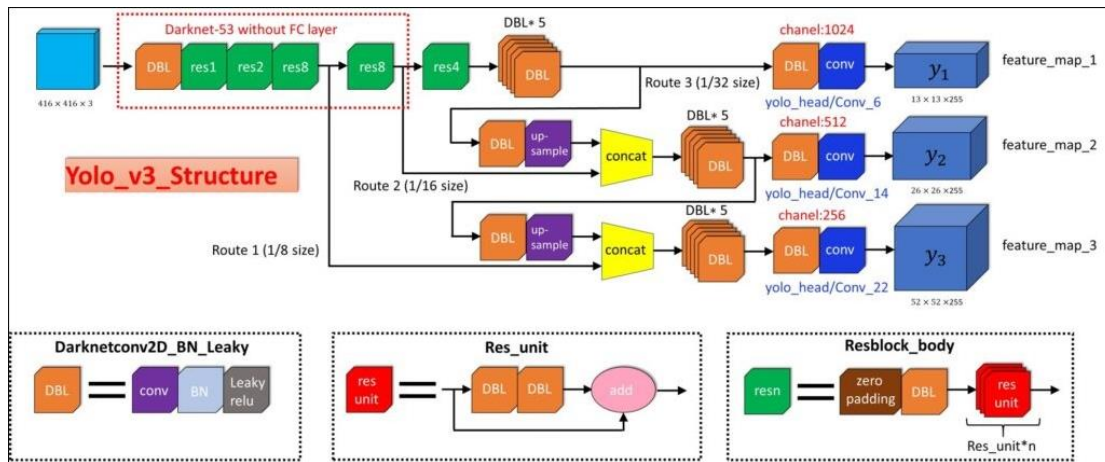 Darknet-53 without FC layer
416 × 416 ×3
DBL
res1
res2
res8
res8
res4
DBL* 5
DBL
Route 3 (1/32 size)
chanel:1024
DBL
conv
yolo_head/Conv_6
y₁
13 × 13 ×255
feature_map_1
Yolo_v3_Structure
DBL
up-
sample
concat
Route 2 (1/16 size)
DBL* 5
DBL
chanel:512
DBL
conv
yolo_head/Conv_14
y₂
26 × 26 ×255
feature_map_2
Route 1 (1/8 size)
DBL
up-
sample
concat
DBL* 5
DBL
chanel:256
DBL
conv
yolo_head/Conv_22
y₃
52 × 52 ×255
feature_map_3
Darknetconv2D_BN_Leaky
DBL
conv
BN
Leaky
relu
Res_unit
res
unit
DBL
DBL
add
Resblock_body
resn
zero
padding
DBL
res
unit
Res_unit*n